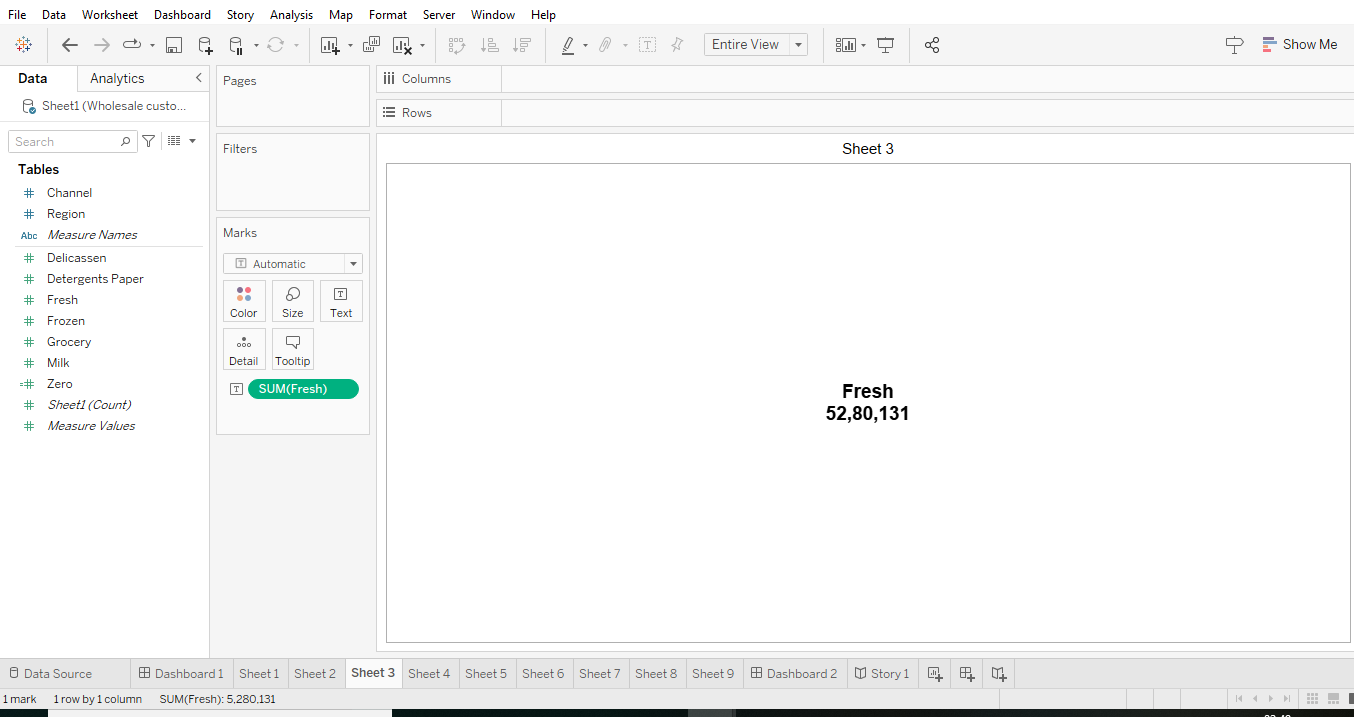 File Data Worksheet Dashboard Story Analysis Map Format Server Window Help
Entire View
Show Me
Data Analytics
Sheet1 (Wholesale custo...
Search
Tables
# Channel
# Region
Abc Measure Names
# Delicassen
# Detergents Paper
# Fresh
# Frozen
# Grocery
# Milk
=# Zero
# Sheet1 (Count)
# Measure Values
Pages
Filters
Marks
T Automatic
Color Size Text
Detail Tooltip
T SUM(Fresh)
Columns
Rows
Sheet 3
Fresh
52,80,131
Data Source Dashboard 1 Sheet 1 Sheet 2 Sheet 3 Sheet 4 Sheet 5 Sheet 6 Sheet 7 Sheet 8 Sheet 9 Dashboard 2 Story 1
1 mark 1 row by 1 column SUM(Fresh): 5,280,131